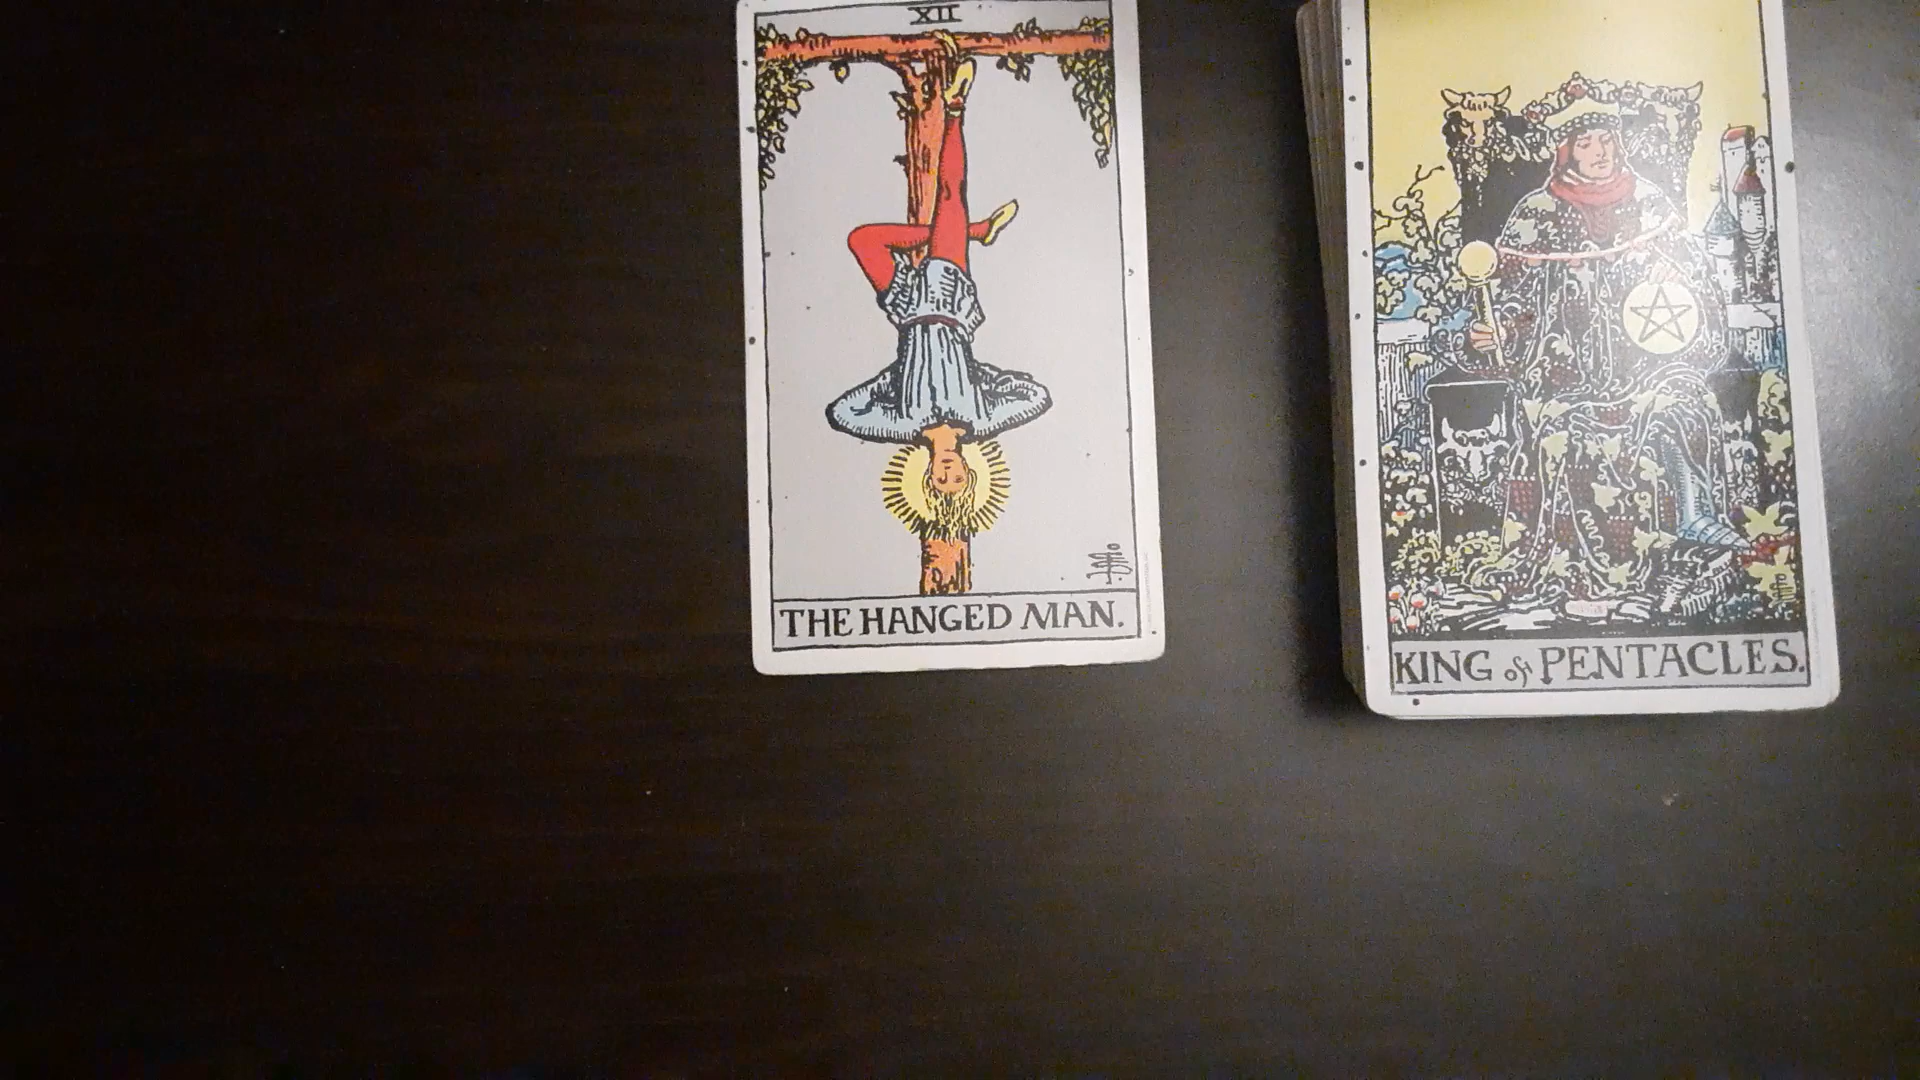 XII
THE HANGED MAN.
KING of PENTACLES.